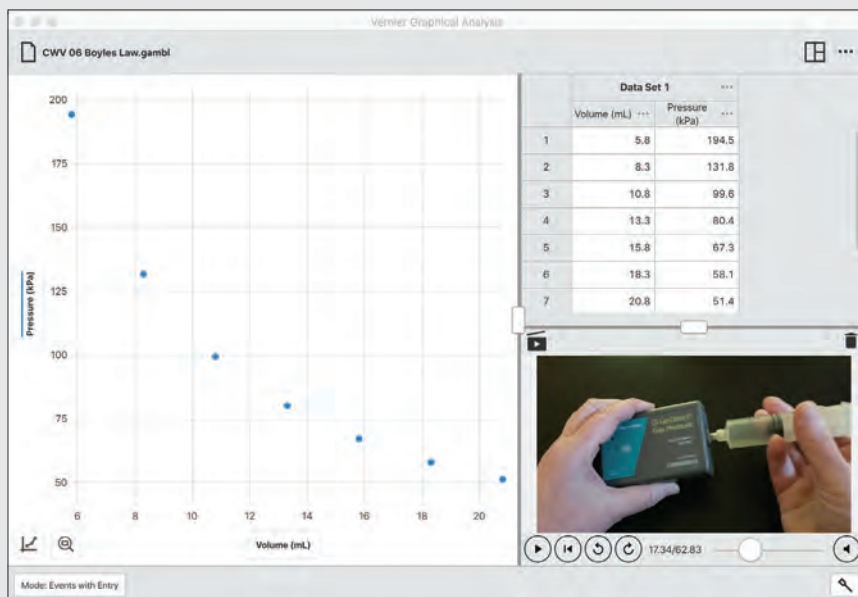 Vernier Graphical Analysis
CWV 06 Boyles Law.gambl
200
175
150
125
100
75
50
Pressure (kPa)
6
8
10
12
14
16
18
20
Volume (mL)
Data Set 1
Volume (mL) Pressure (kPa)
1 5.8 194.5
2 8.3 131.8
3 10.8 99.6
4 13.3 80.4
5 15.8 67.3
6 18.3 58.1
7 20.8 51.4
Gas Pressure
17.34/62.83
Mode: Events with Entry